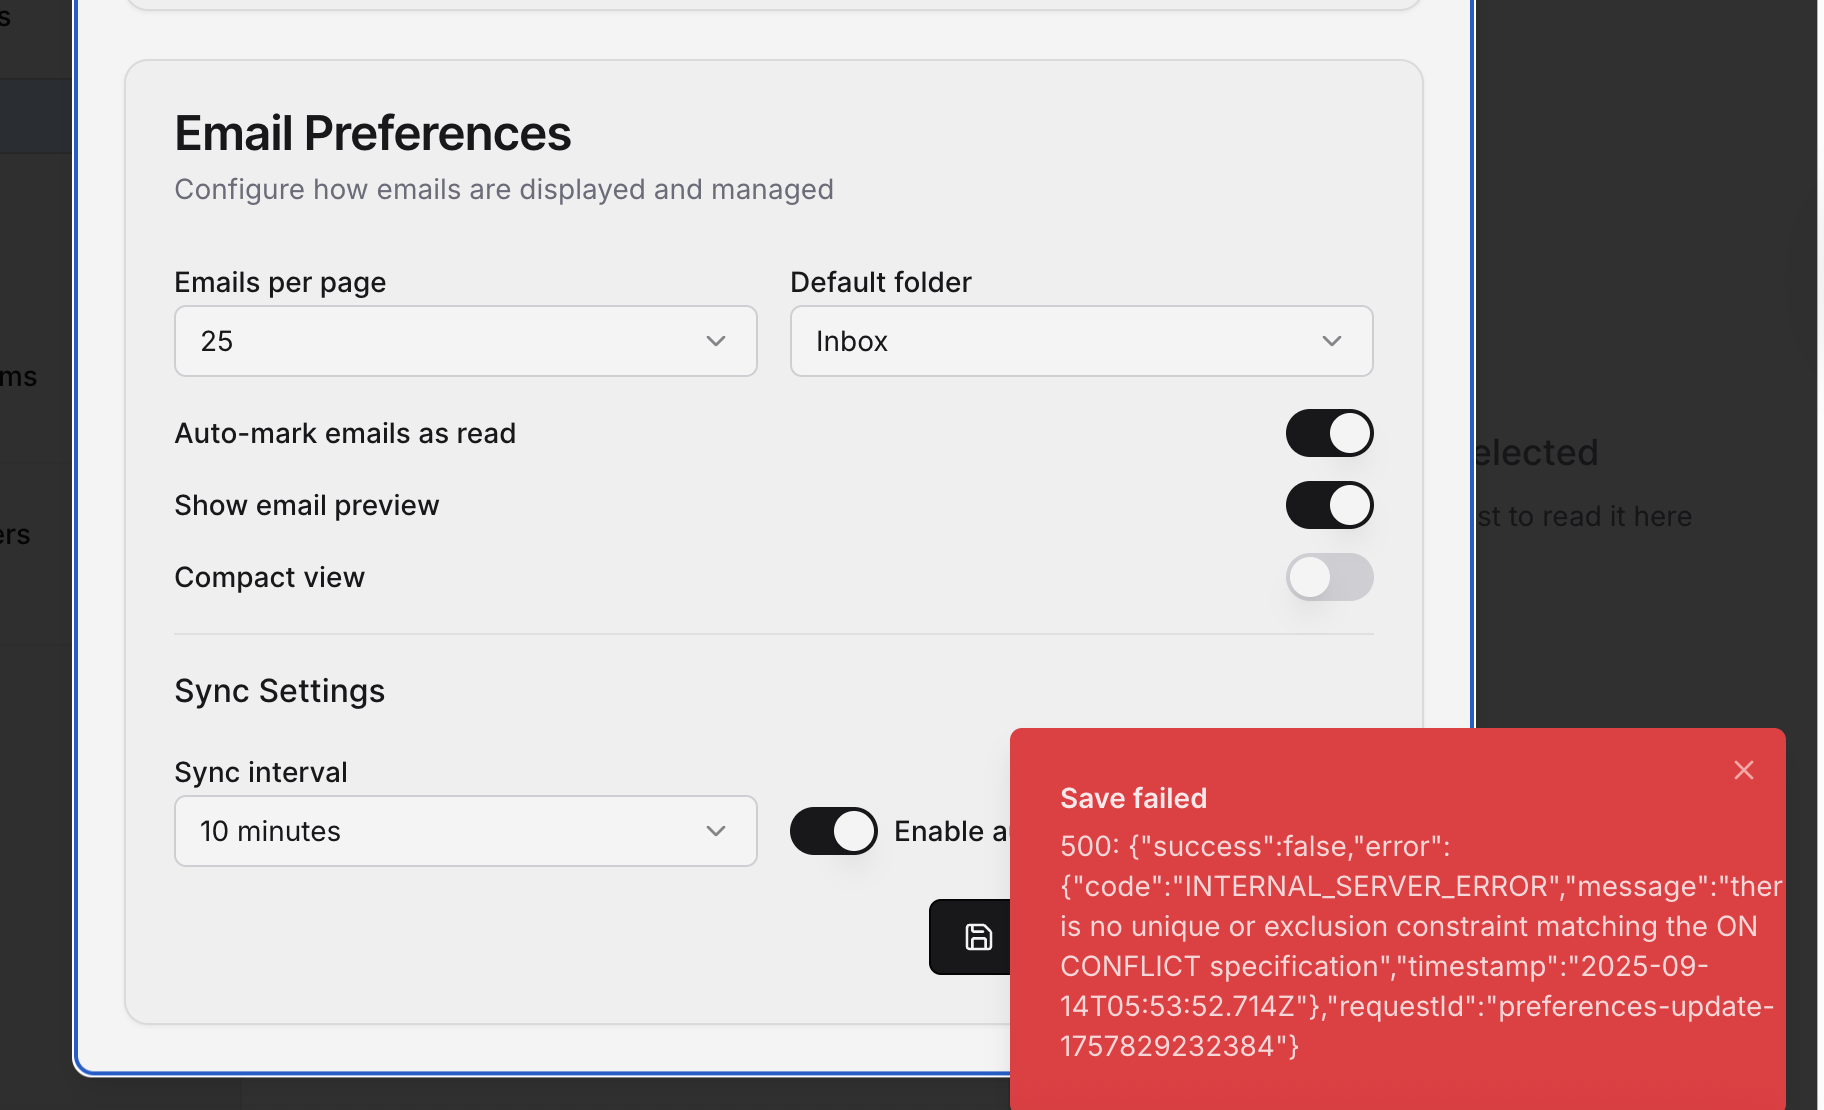 s
Email Preferences
Configure how emails are displayed and managed
Emails per page
Default folder
25
Inbox
ms
Auto-mark emails as read
elected
Show email preview
st to read it here
ers
Compact view
Sync Settings
Sync interval
10 minutes
Enable a
Save failed
500: {"success":false,"error":
{"code":"INTERNAL_SERVER_ERROR","message":"ther
is no unique or exclusion constraint matching the ON
CONFLICT specification","timestamp":"2025-09-
14T05:53:52.714Z"},"requestId":"preferences-update-
1757829232384"}